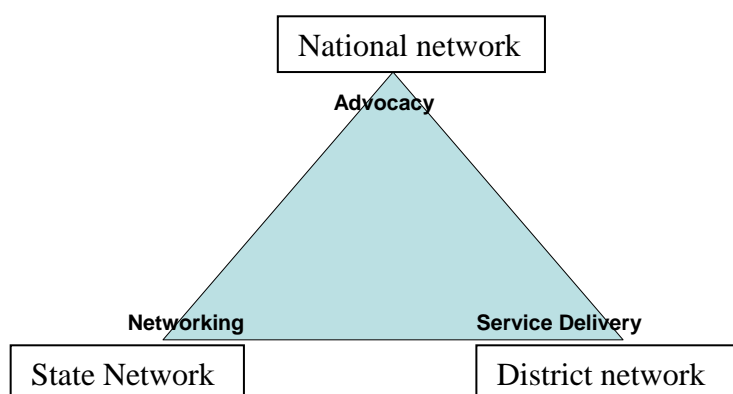 National network
Advocacy
Networking
Service Delivery
State Network
District network